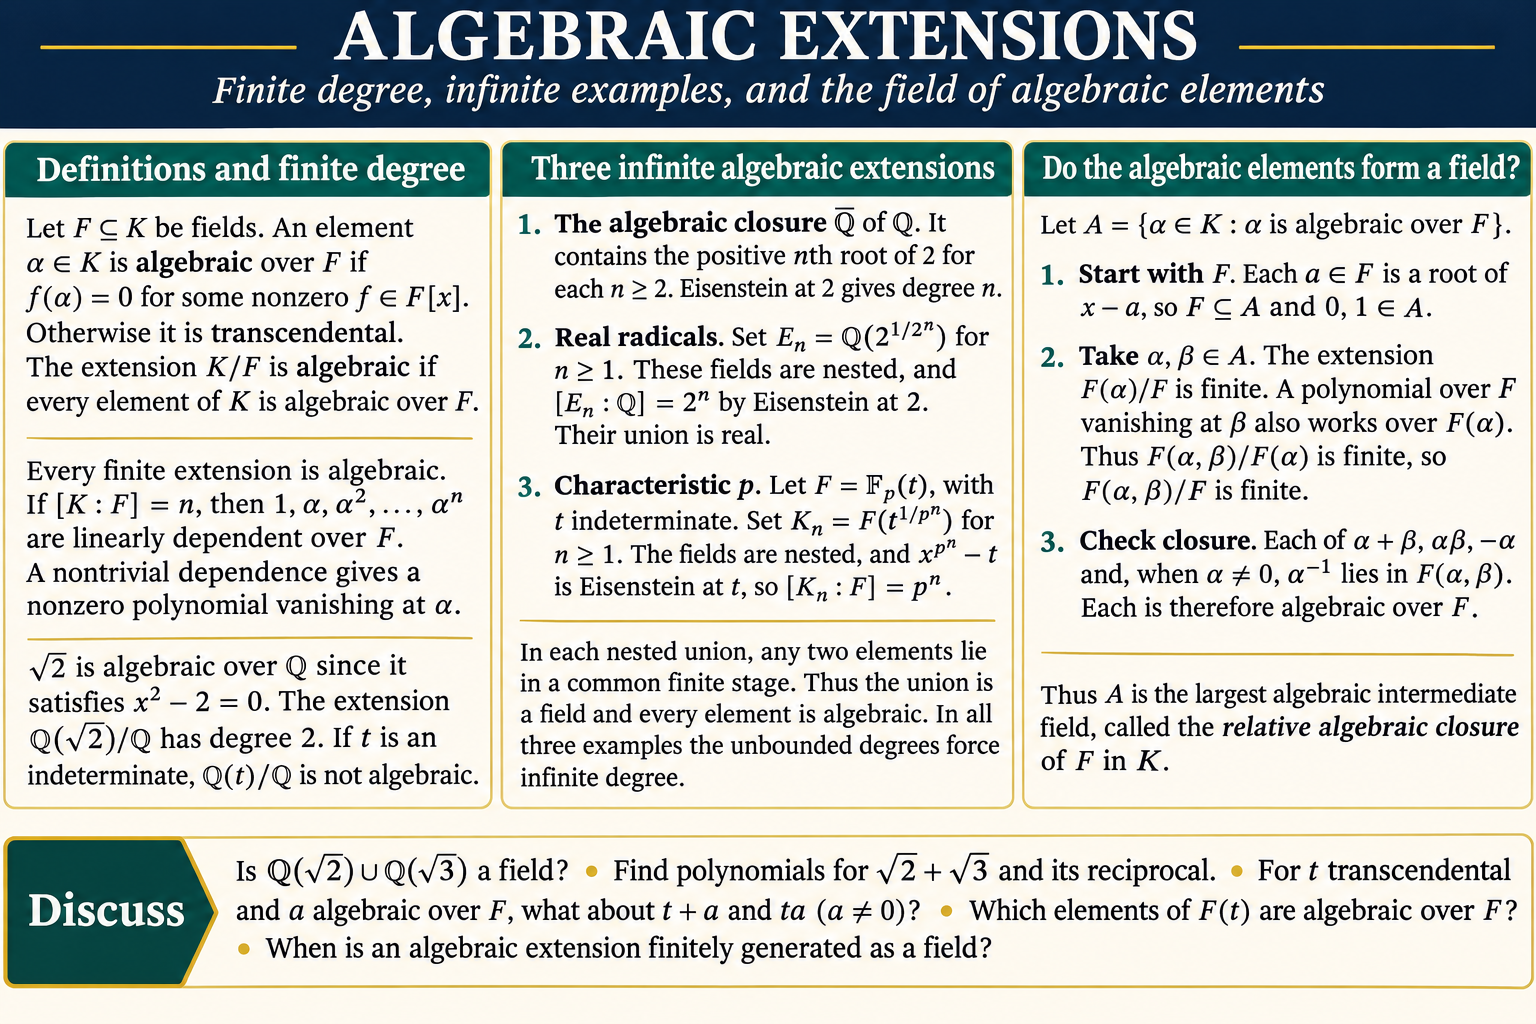 ALGEBRAIC EXTENSIONS
Finite degree, infinite examples, and the field of algebraic elements
Definitions and finite degree
Let F ⊆ K be fields. An element
α ∈ K is algebraic over F if
f(α) = 0 for some nonzero f ∈ F[x].
Otherwise it is transcendental.
The extension K/F is algebraic if
every element of K is algebraic over F.
Every finite extension is algebraic.
If [K : F] = n, then 1, α, α², …, αⁿ
are linearly dependent over F.
A nontrivial dependence gives a
nonzero polynomial vanishing at α.
√2 is algebraic over ℚ since it
satisfies x² − 2 = 0. The extension
ℚ(√2)/ℚ has degree 2. If t is an
indeterminate, ℚ(t)/ℚ is not algebraic.
Three infinite algebraic extensions
1. The algebraic closure ℚ̅ of ℚ. It
contains the positive nth root of 2 for
each n ≥ 2. Eisenstein at 2 gives degree n.
2. Real radicals. Set Eₙ = ℚ(2^{1/2ⁿ}) for
n ≥ 1. These fields are nested, and
[Eₙ : ℚ] = 2ⁿ by Eisenstein at 2.
Their union is real.
3. Characteristic p. Let F = 𝔽ₚ(t), with
t indeterminate. Set Kₙ = F(t^{1/pⁿ}) for
n ≥ 1. The fields are nested, and x^{pⁿ} − t
is Eisenstein at t, so [Kₙ : F] = pⁿ.
In each nested union, any two elements lie
in a common finite stage. Thus the union is
a field and every element is algebraic. In all
three examples the unbounded degrees force
infinite degree.
Do the algebraic elements form a field?
Let A = {α ∈ K : α is algebraic over F}.
1. Start with F. Each a ∈ F is a root of
x − a, so F ⊆ A and 0, 1 ∈ A.
2. Take α, β ∈ A. The extension
F(α)/F is finite. A polynomial over F
vanishing at β also works over F(α).
Thus F(α, β)/F(α) is finite, so
F(α, β)/F is finite.
3. Check closure. Each of α + β, αβ, −α
and, when α ≠ 0, α⁻¹ lies in F(α, β).
Each is therefore algebraic over F.
Thus A is the largest algebraic intermediate
field, called the relative algebraic closure
of F in K.
Discuss
Is ℚ(√2) ∪ ℚ(√3) a field? • Find polynomials for √2 + √3 and its reciprocal. • For t transcendental
and a algebraic over F, what about t + a and ta (a ≠ 0)? • Which elements of F(t) are algebraic over F?
• When is an algebraic extension finitely generated as a field?